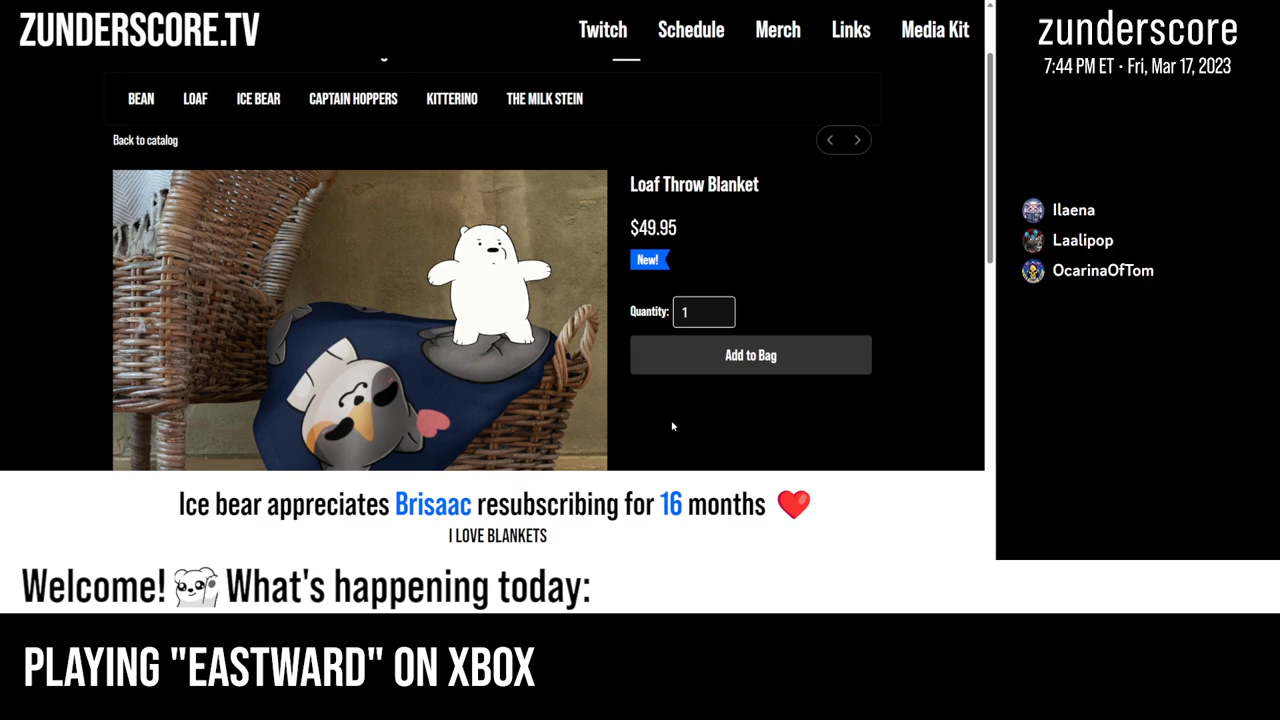 ZUNDERSCORE.TV
Twitch Schedule Merch Links Media Kit
zunderscore
7:44 PM ET · Fri, Mar 17, 2023
BEAN LOAF ICE BEAR CAPTAIN HOPPERS KITTERINO THE MILK STEIN
Back to catalog
Loaf Throw Blanket
$49.95
New!
Quantity: 1
Add to Bag
Ilaena
Laalipop
OcarinaOfTom
Ice bear appreciates Brisaac resubscribing for 16 months
I LOVE BLANKETS
Welcome! What's happening today:
PLAYING "EASTWARD" ON XBOX